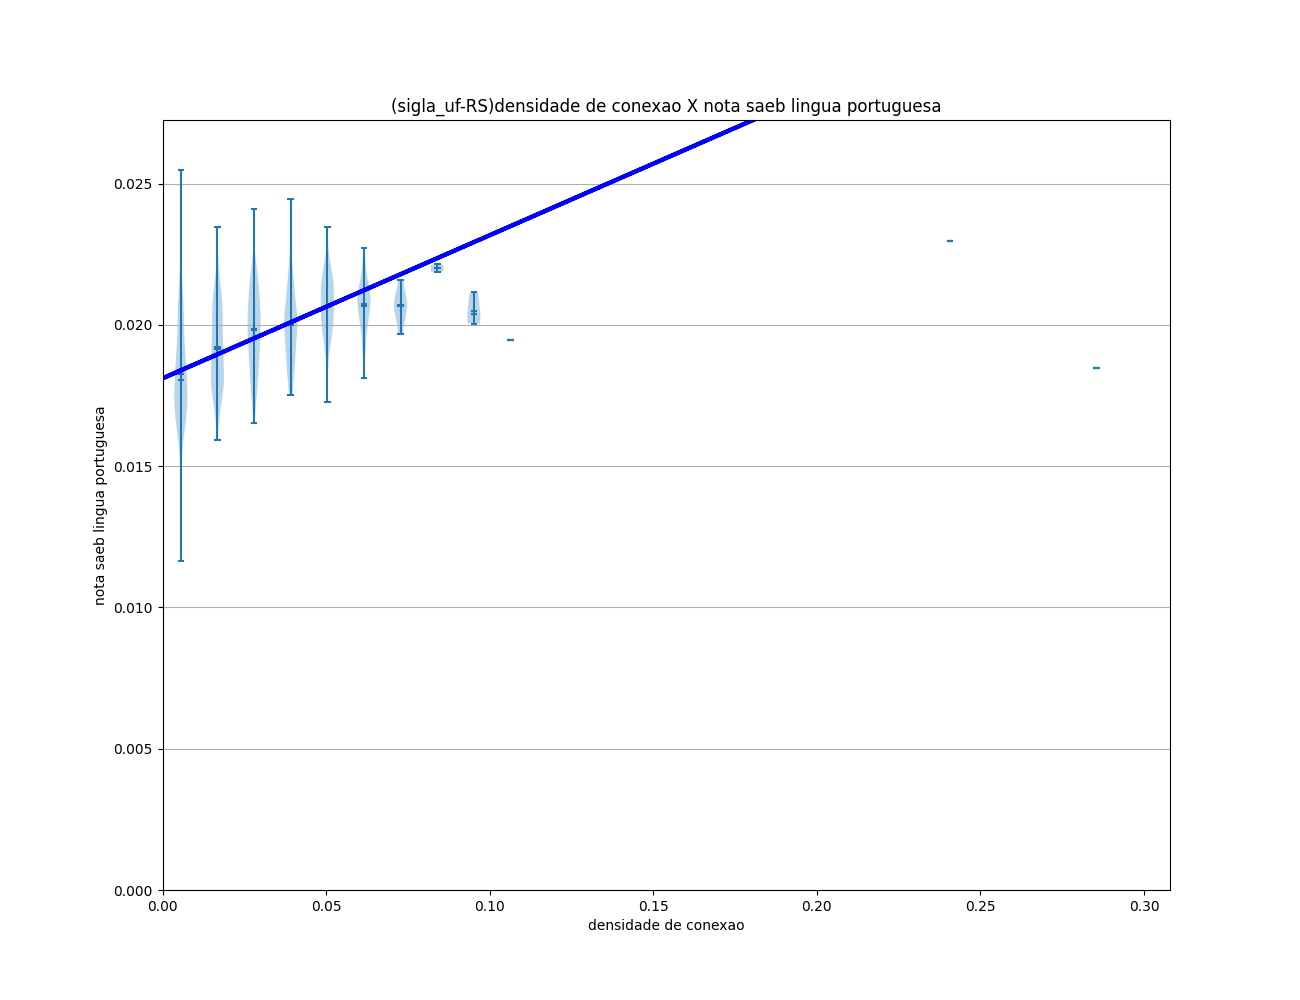 (sigla_uf-RS)densidade de conexao X nota saeb lingua portuguesa
nota saeb lingua portuguesa
0.025
0.020
0.015
0.010
0.005
0.000
0.00 0.05 0.10 0.15 0.20 0.25 0.30
densidade de conexao